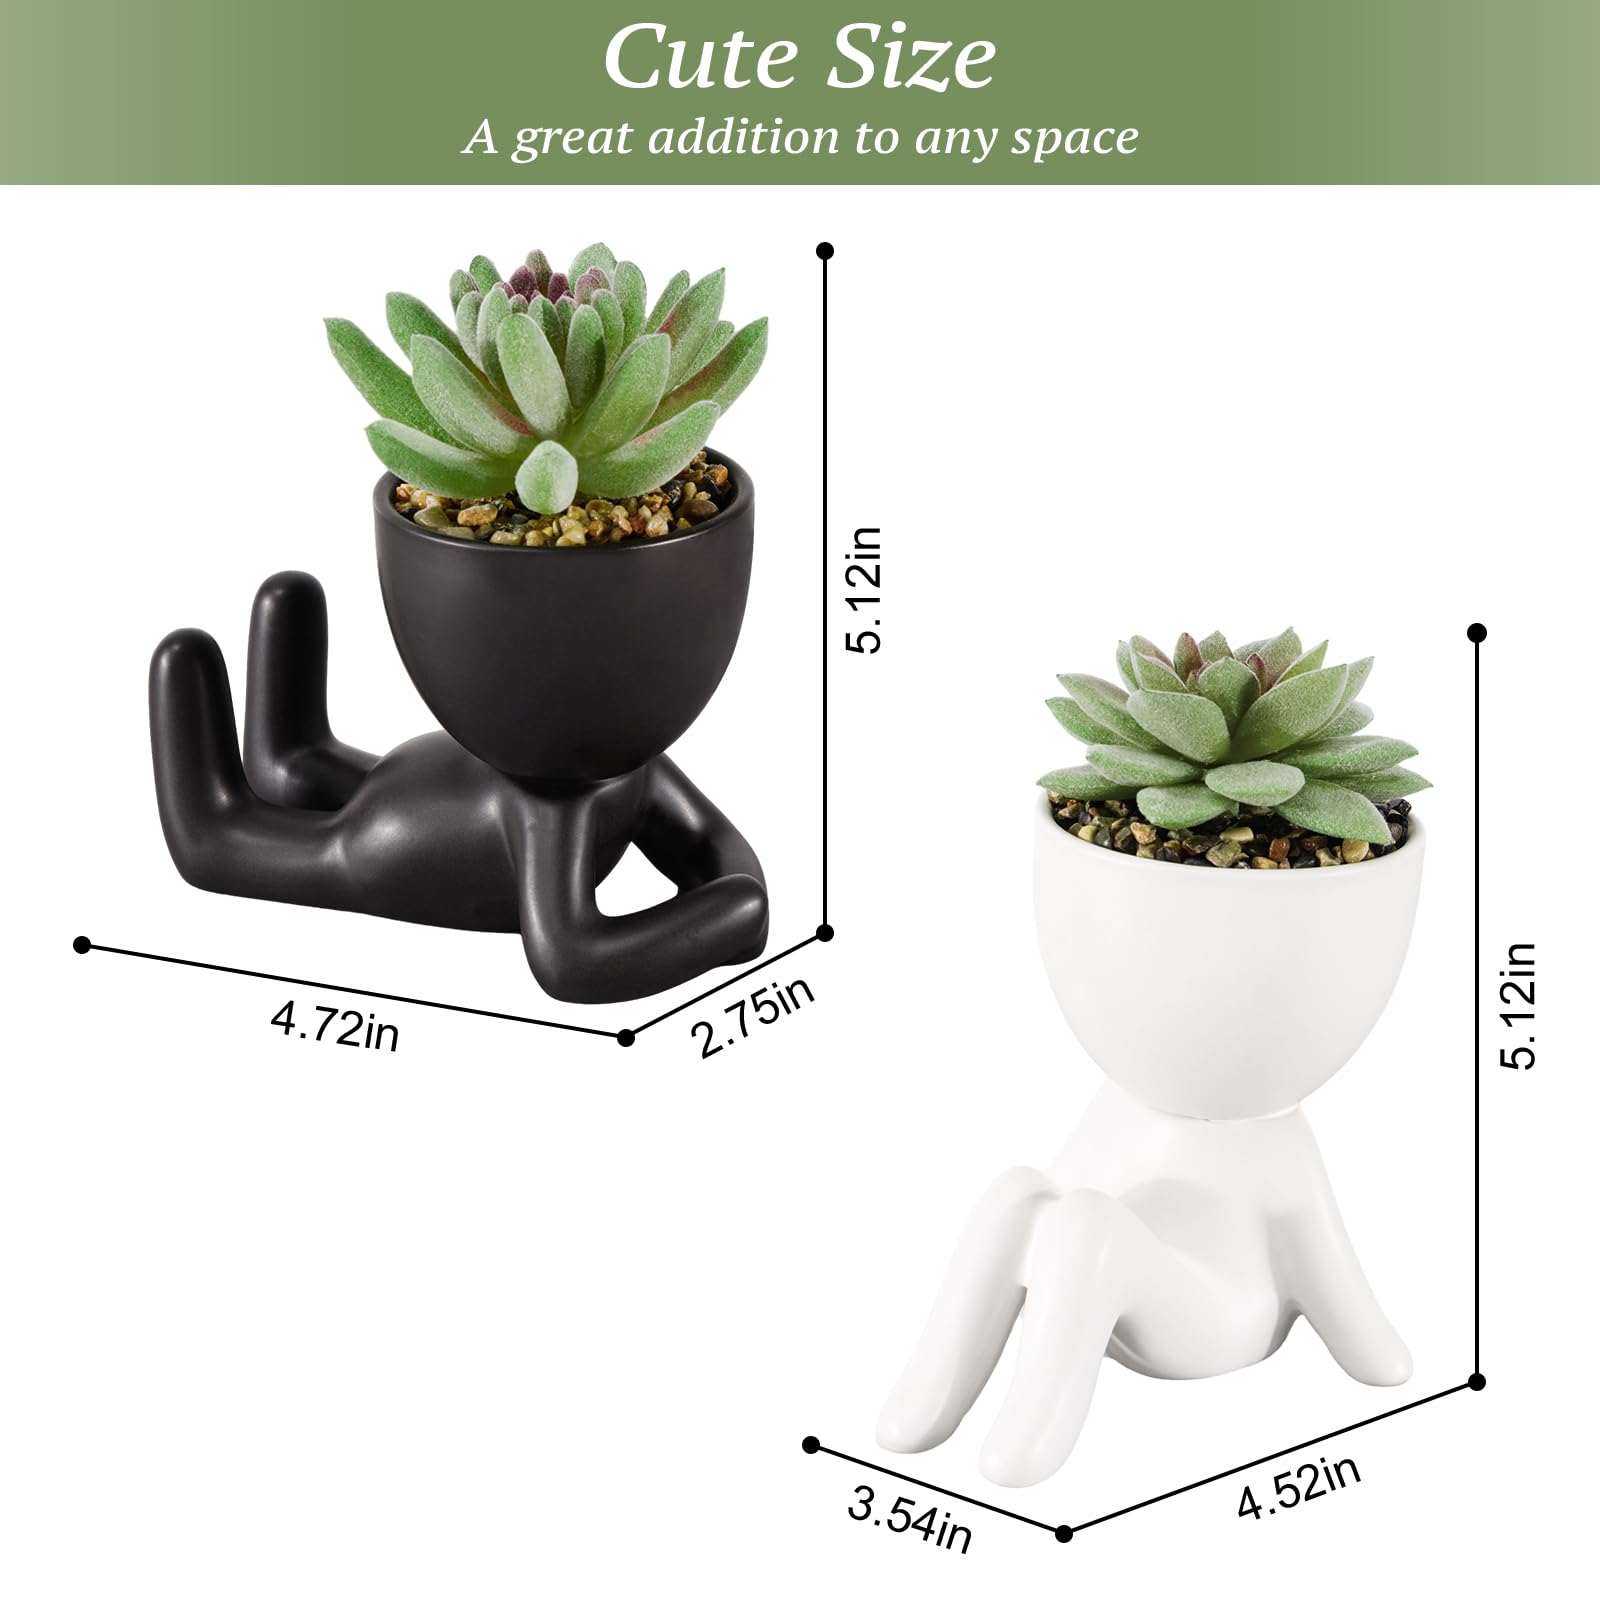 Cute Size
A great addition to any space
5.12in
4.72in
2.75in
5.12in
3.54in
4.52in